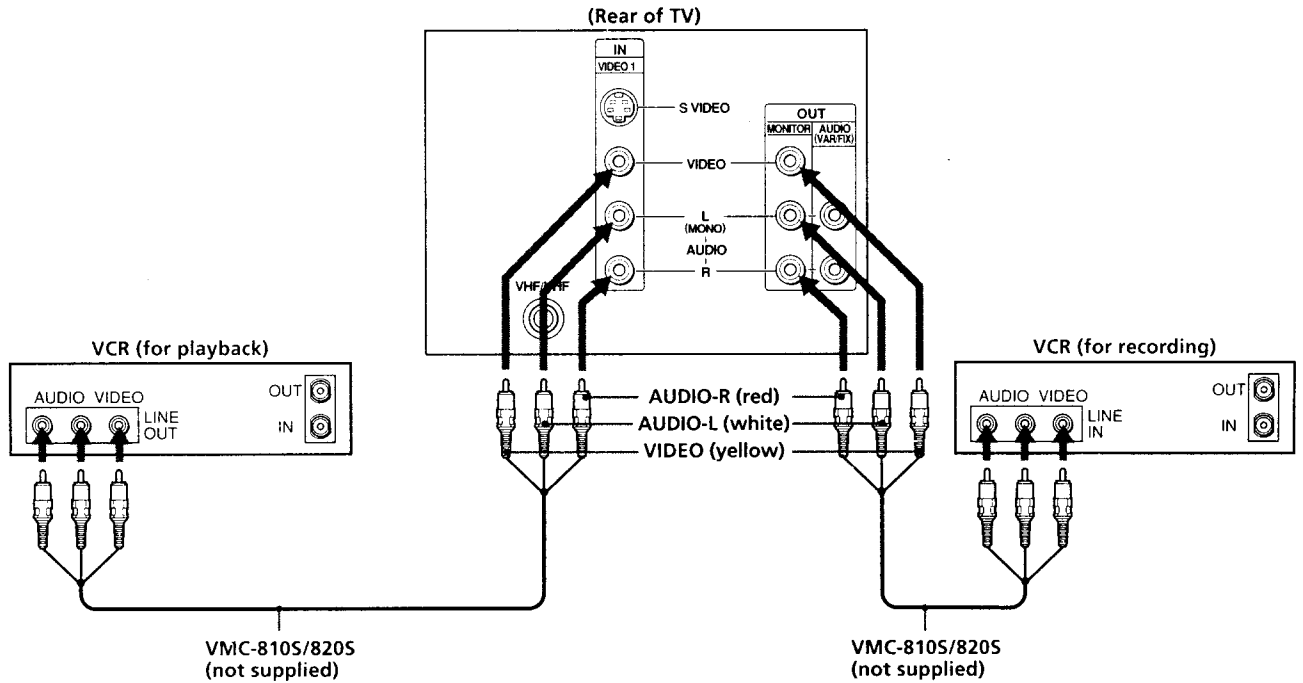 (Rear of TV)
IN
VIDEO 1
S VIDEO
OUT
MONITOR
AUDIO
(VAR/FIX)
VIDEO
L
(MONO)
AUDIO
R
VHF/UHF
VCR (for playback)
AUDIO VIDEO
LINE
OUT
OUT
IN
VCR (for recording)
AUDIO VIDEO
LINE
IN
OUT
IN
AUDIO-R (red)
AUDIO-L (white)
VIDEO (yellow)
VMC-810S/820S
(not supplied)
VMC-810S/820S
(not supplied)